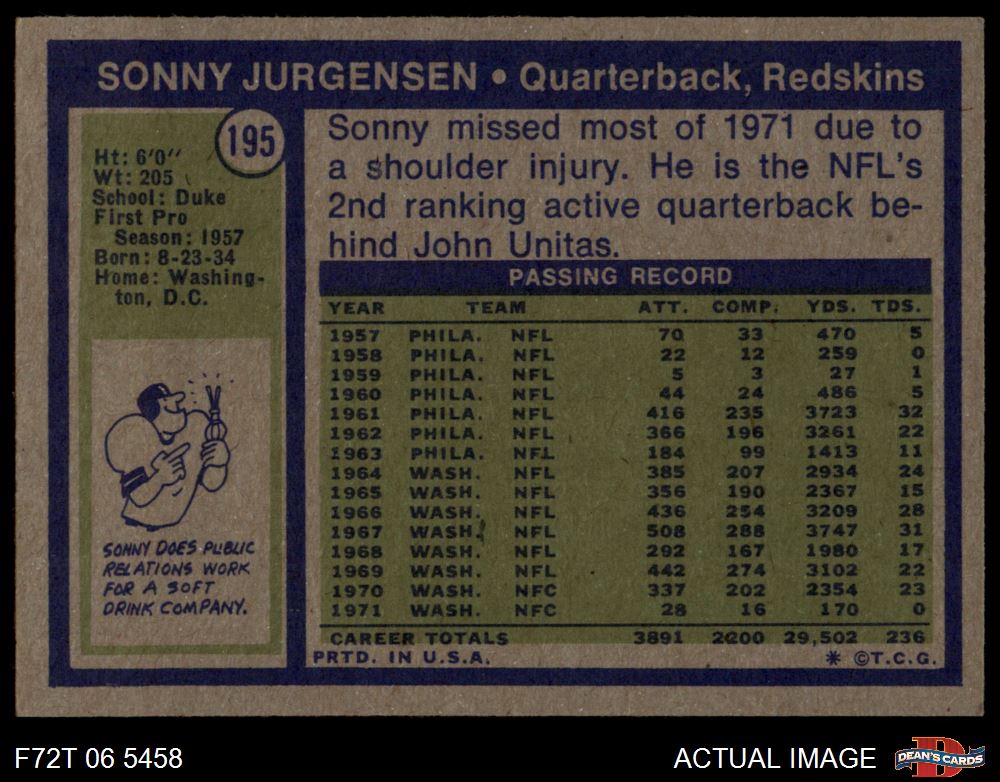 SONNY JURGENSEN • Quarterback, Redskins
195
Ht: 6'0''
Wt: 205
School: Duke
First Pro
Season: 1957
Born: 8-23-34
Home: Washing-
ton, D.C.
SONNY DOES PUBLIC
RELATIONS WORK
FOR A SOFT
DRINK COMPANY.
Sonny missed most of 1971 due to
a shoulder injury. He is the NFL's
2nd ranking active quarterback be-
hind John Unitas.
PASSING RECORD
YEAR TEAM ATT. COMP. YDS. TDS.
1957 PHILA. NFL 70 33 470 5
1958 PHILA. NFL 22 12 259 0
1959 PHILA. NFL 5 3 27 1
1960 PHILA. NFL 44 24 486 5
1961 PHILA. NFL 416 235 3723 32
1962 PHILA. NFL 366 196 3261 22
1963 PHILA. NFL 184 99 1413 11
1964 WASH. NFL 385 207 2934 24
1965 WASH. NFL 356 190 2367 15
1966 WASH. NFL 436 254 3209 28
1967 WASH. NFL 508 288 3747 31
1968 WASH. NFL 292 167 1980 17
1969 WASH. NFL 442 274 3102 22
1970 WASH. NFC 337 202 2354 23
1971 WASH. NFC 28 16 170 0
CAREER TOTALS 3891 2200 29,502 236
PRTD. IN U.S.A. * ©T.C.G.
F72T 06 5458 ACTUAL IMAGE
D
DEAN'S CARDS